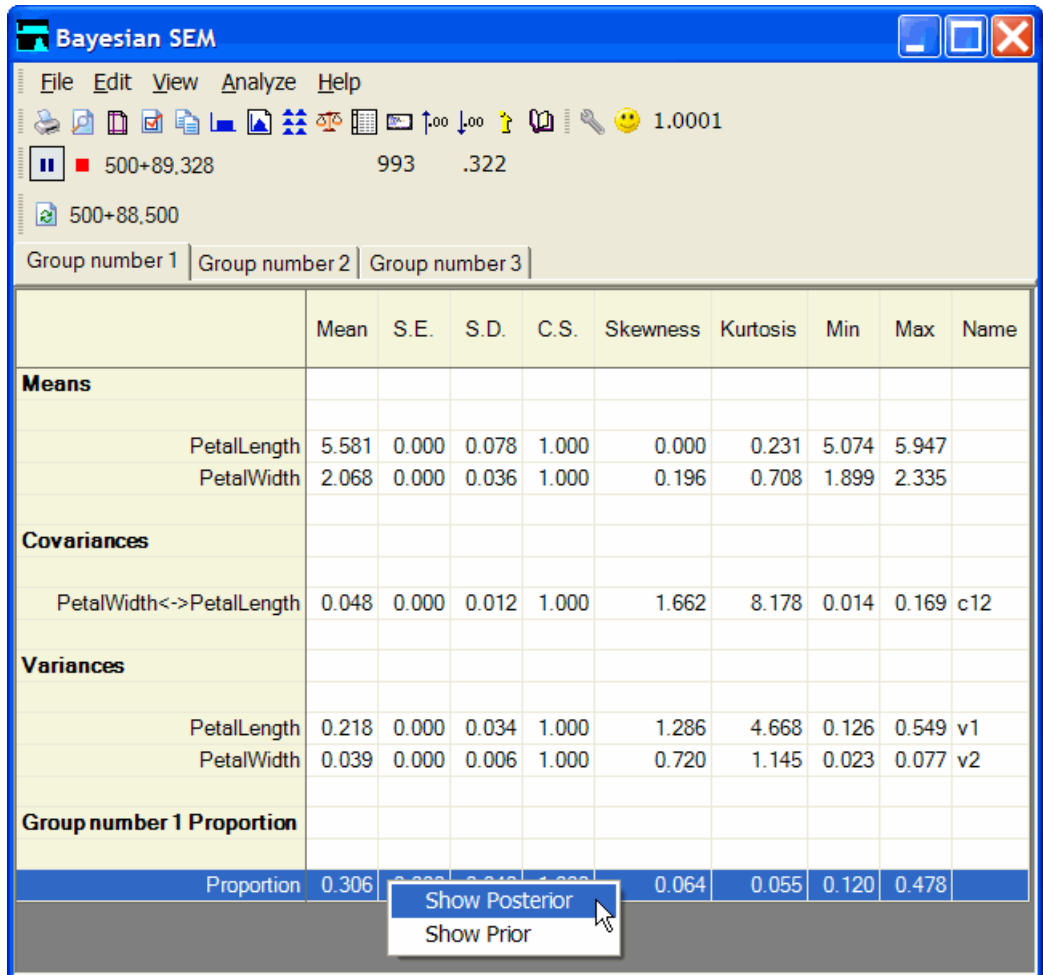 Bayesian SEM
File Edit View Analyze Help
1.0001
500+89,328 993 .322
500+88,500
Group number 1 Group number 2 Group number 3
Mean S.E. S.D. C.S. Skewness Kurtosis Min Max Name
Means
PetalLength 5.581 0.000 0.078 1.000 0.000 0.231 5.074 5.947
PetalWidth 2.068 0.000 0.036 1.000 0.196 0.708 1.899 2.335
Covariances
PetalWidth<->PetalLength 0.048 0.000 0.012 1.000 1.662 8.178 0.014 0.169 c12
Variances
PetalLength 0.218 0.000 0.034 1.000 1.286 4.668 0.126 0.549 v1
PetalWidth 0.039 0.000 0.006 1.000 0.720 1.145 0.023 0.077 v2
Group number 1 Proportion
Proportion 0.306 0.064 0.055 0.120 0.478
Show Posterior
Show Prior